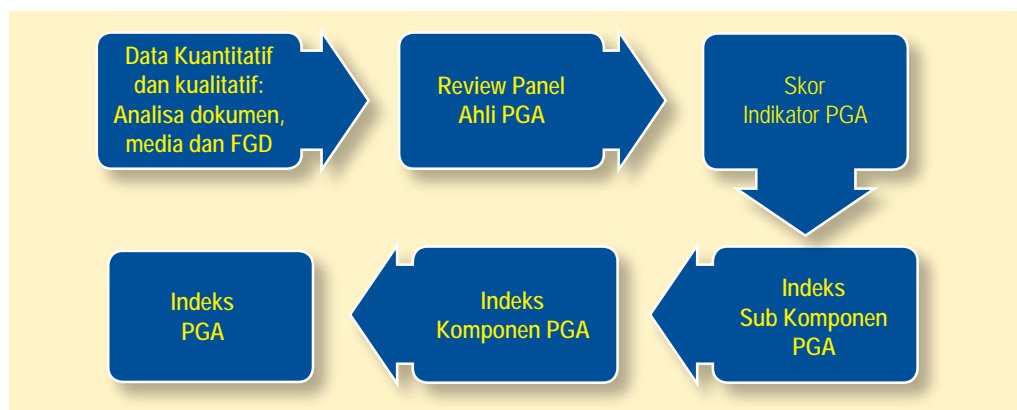 Data Kuantitatif
dan kualitatif:
Analisa dokumen,
media dan FGD
Review Panel
Ahli PGA
Skor
Indikator PGA
Indeks
Sub Komponen
PGA
Indeks
Komponen PGA
Indeks
PGA